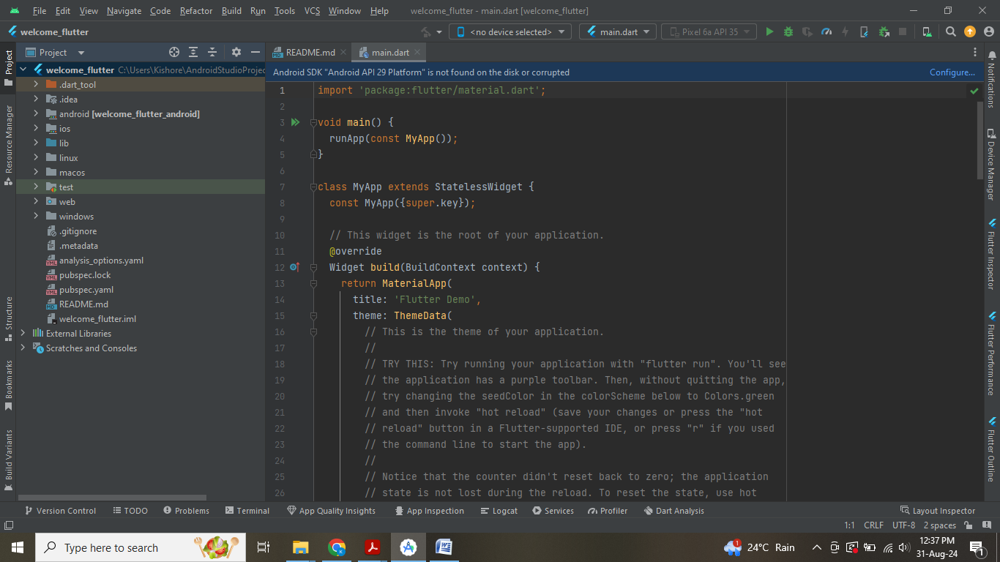 File Edit View Navigate Code Refactor Build Run Tools VCS Window Help welcome_flutter - main.dart [welcome_flutter]
welcome_flutter <no device selected> main.dart Pixel 6a API 35
Project README.md main.dart
Project
Resource Manager
Structure
Bookmarks
Build Variants
welcome_flutter C:\Users\Kishore\AndroidStudioProjec
.dart_tool
.idea
android [welcome_flutter_android]
ios
lib
linux
macos
test
web
windows
.gitignore
.metadata
analysis_options.yaml
pubspec.lock
pubspec.yaml
README.md
welcome_flutter.iml
External Libraries
Scratches and Consoles
Android SDK "Android API 29 Platform" is not found on the disk or corrupted Configure...
1 import 'package:flutter/material.dart';
2
3 void main() {
4 runApp(const MyApp());
5 }
6
7 class MyApp extends StatelessWidget {
8 const MyApp({super.key});
9
10 // This widget is the root of your application.
11 @override
12 Widget build(BuildContext context) {
13 return MaterialApp(
14 title: 'Flutter Demo',
15 theme: ThemeData(
16 // This is the theme of your application.
17 //
18 // TRY THIS: Try running your application with "flutter run". You'll see
19 // the application has a purple toolbar. Then, without quitting the app,
20 // try changing the seedColor in the colorScheme below to Colors.green
21 // and then invoke "hot reload" (save your changes or press the "hot
22 // reload" button in a Flutter-supported IDE, or press "r" if you used
23 // the command line to start the app).
24 //
25 // Notice that the counter didn't reset back to zero; the application
26 // state is not lost during the reload. To reset the state, use hot
Notifications
Device Manager
Flutter Inspector
Flutter Performance
Flutter Outline
Version Control TODO Problems Terminal App Quality Insights App Inspection Logcat Services Profiler Dart Analysis Layout Inspector
1:1 CRLF UTF-8 2 spaces
Type here to search 1 24°C Rain 12:37 PM
31-Aug-24 1